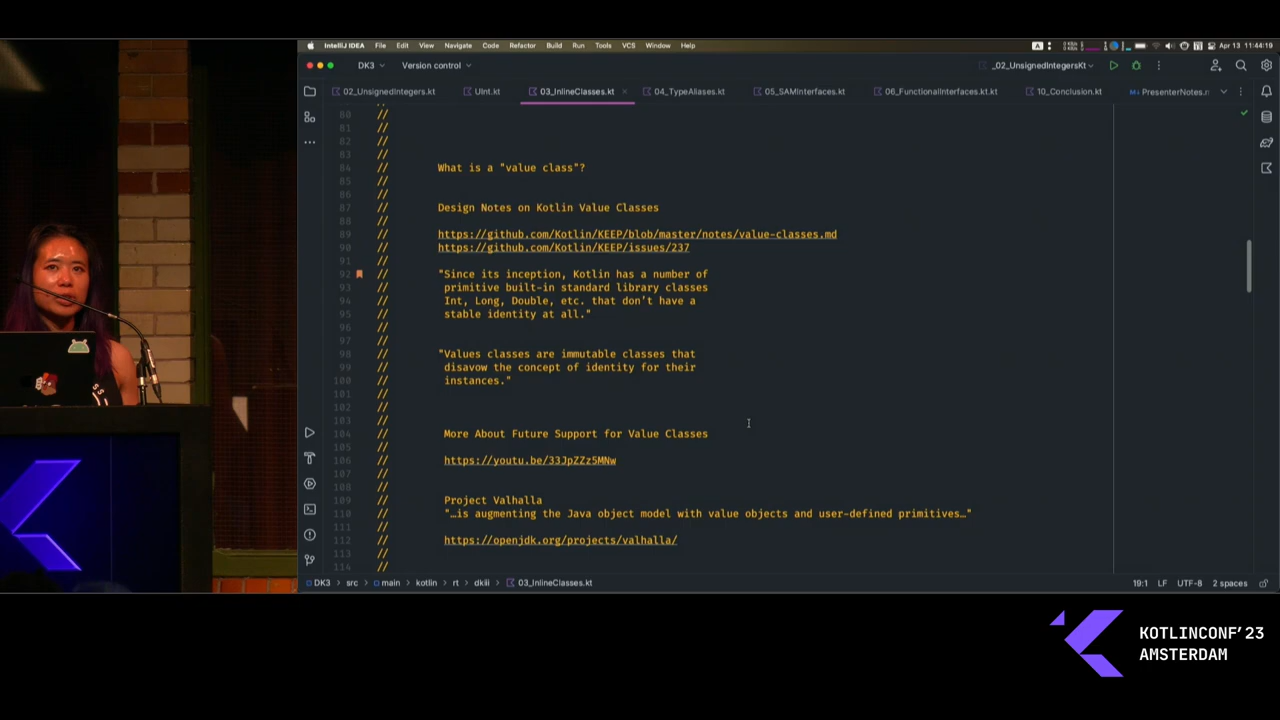 IntelliJ IDEA File Edit View Navigate Code Refactor Build Run Tools VCS Window Help
Apr 13 11:44:19
DK3 Version control
_02_UnsignedIntegersKt
02_UnsignedIntegers.kt UInt.kt 03_InlineClasses.kt 04_TypeAliases.kt 05_SAMInterfaces.kt 06_FunctionalInterfaces.kt.kt 10_Conclusion.kt PresenterNotes.n
80 //
81 //
82 //
83 //
84 // What is a "value class"?
85 //
86 //
87 // Design Notes on Kotlin Value Classes
88 //
89 // https://github.com/Kotlin/KEEP/blob/master/notes/value-classes.md
90 // https://github.com/Kotlin/KEEP/issues/237
91 //
92 // "Since its inception, Kotlin has a number of
93 // primitive built-in standard library classes
94 // Int, Long, Double, etc. that don't have a
95 // stable identity at all."
96 //
97 //
98 // "Values classes are immutable classes that
99 // disavow the concept of identity for their
100 // instances."
101 //
102 //
103 //
104 // More About Future Support for Value Classes
105 //
106 // https://youtu.be/33JpZZz5MNw
107 //
108 //
109 // Project Valhalla
110 // "…is augmenting the Java object model with value objects and user-defined primitives…"
111 //
112 // https://openjdk.org/projects/valhalla/
113 //
114 //
DK3 src main kotlin rt dkiii 03_InlineClasses.kt
19:1 LF UTF-8 2 spaces
KOTLINCONF'23
AMSTERDAM